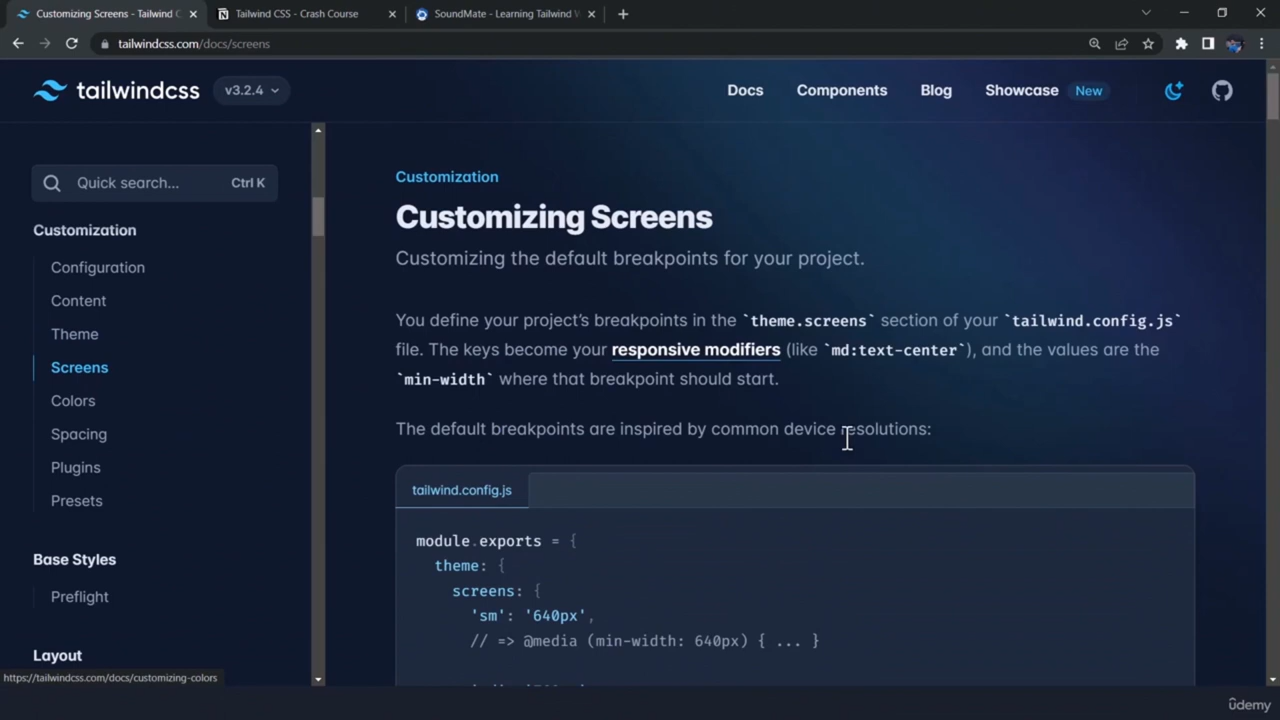 Customizing Screens - Tailwind C
Tailwind CSS - Crash Course
SoundMate - Learning Tailwind
tailwindcss.com/docs/screens
tailwindcss
v3.2.4
Docs
Components
Blog
Showcase
New
Quick search...
Ctrl K
Customization
Configuration
Content
Theme
Screens
Colors
Spacing
Plugins
Presets
Base Styles
Preflight
Layout
https://tailwindcss.com/docs/customizing-colors
Customization
Customizing Screens
Customizing the default breakpoints for your project.
You define your project's breakpoints in the `theme.screens` section of your `tailwind.config.js`
file. The keys become your responsive modifiers (like `md:text-center`), and the values are the
`min-width` where that breakpoint should start.
The default breakpoints are inspired by common device resolutions:
tailwind.config.js
module.exports = {
theme: {
screens: {
'sm': '640px',
// => @media (min-width: 640px) { ... }
ûdemy